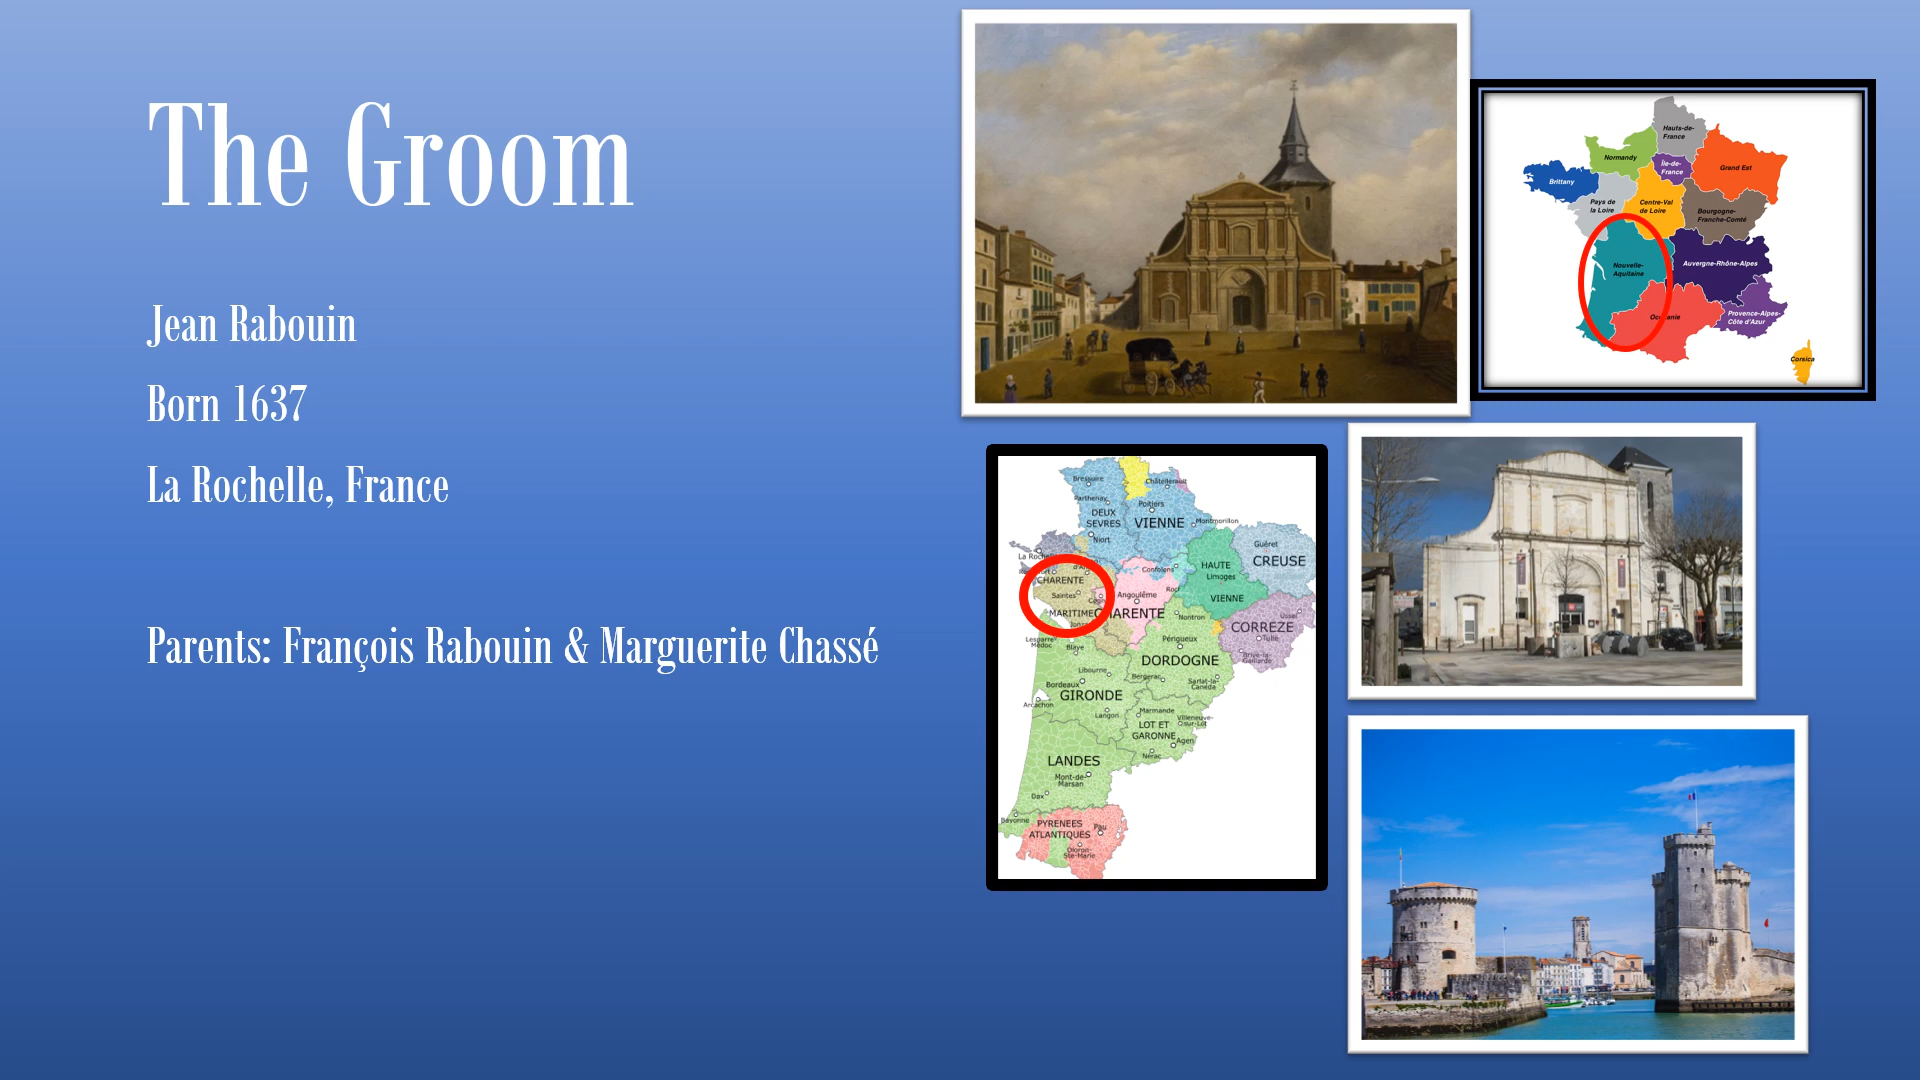 The Groom
Jean Rabouin
Born 1637
La Rochelle, France
Parents: François Rabouin & Marguerite Chassé
Hauts-de-
France
Normandy
Île-de-
France
Grand Est
Brittany
Pays de
la Loire
Centre-Val
de Loire
Bourgogne-
Franche-Comté
Nouvelle-
Aquitaine
Auvergne-Rhône-Alpes
Provence-Alpes-
Côte d'Azur
Corsica
Bressuire
Châtellerault
Parthenay
Poitiers
DEUX
SEVRES
VIENNE
Montmorillon
Niort
Guéret
CREUSE
La Roche
Confolens
HAUTE
Limoges
VIENNE
CHARENTE
Saintes
MARITIME
Angoulême
Nontron
Ussel
CORREZE
Tulle
Brive-la-
Gaillarde
Lesparre-
Médoc
Blaye
Périgueux
DORDOGNE
Libourne
Bergerac
Sarlat-la-
Canéda
Bordeaux
GIRONDE
Arcachon
Langon
Marmande
Villeneuve-
sur-Lot
LOT ET
GARONNE
Agen
Nérac
LANDES
Mont-de-
Marsan
Dax
Bayonne
PYRENEES
ATLANTIQUES
Pau
Oloron-
Ste-Marie